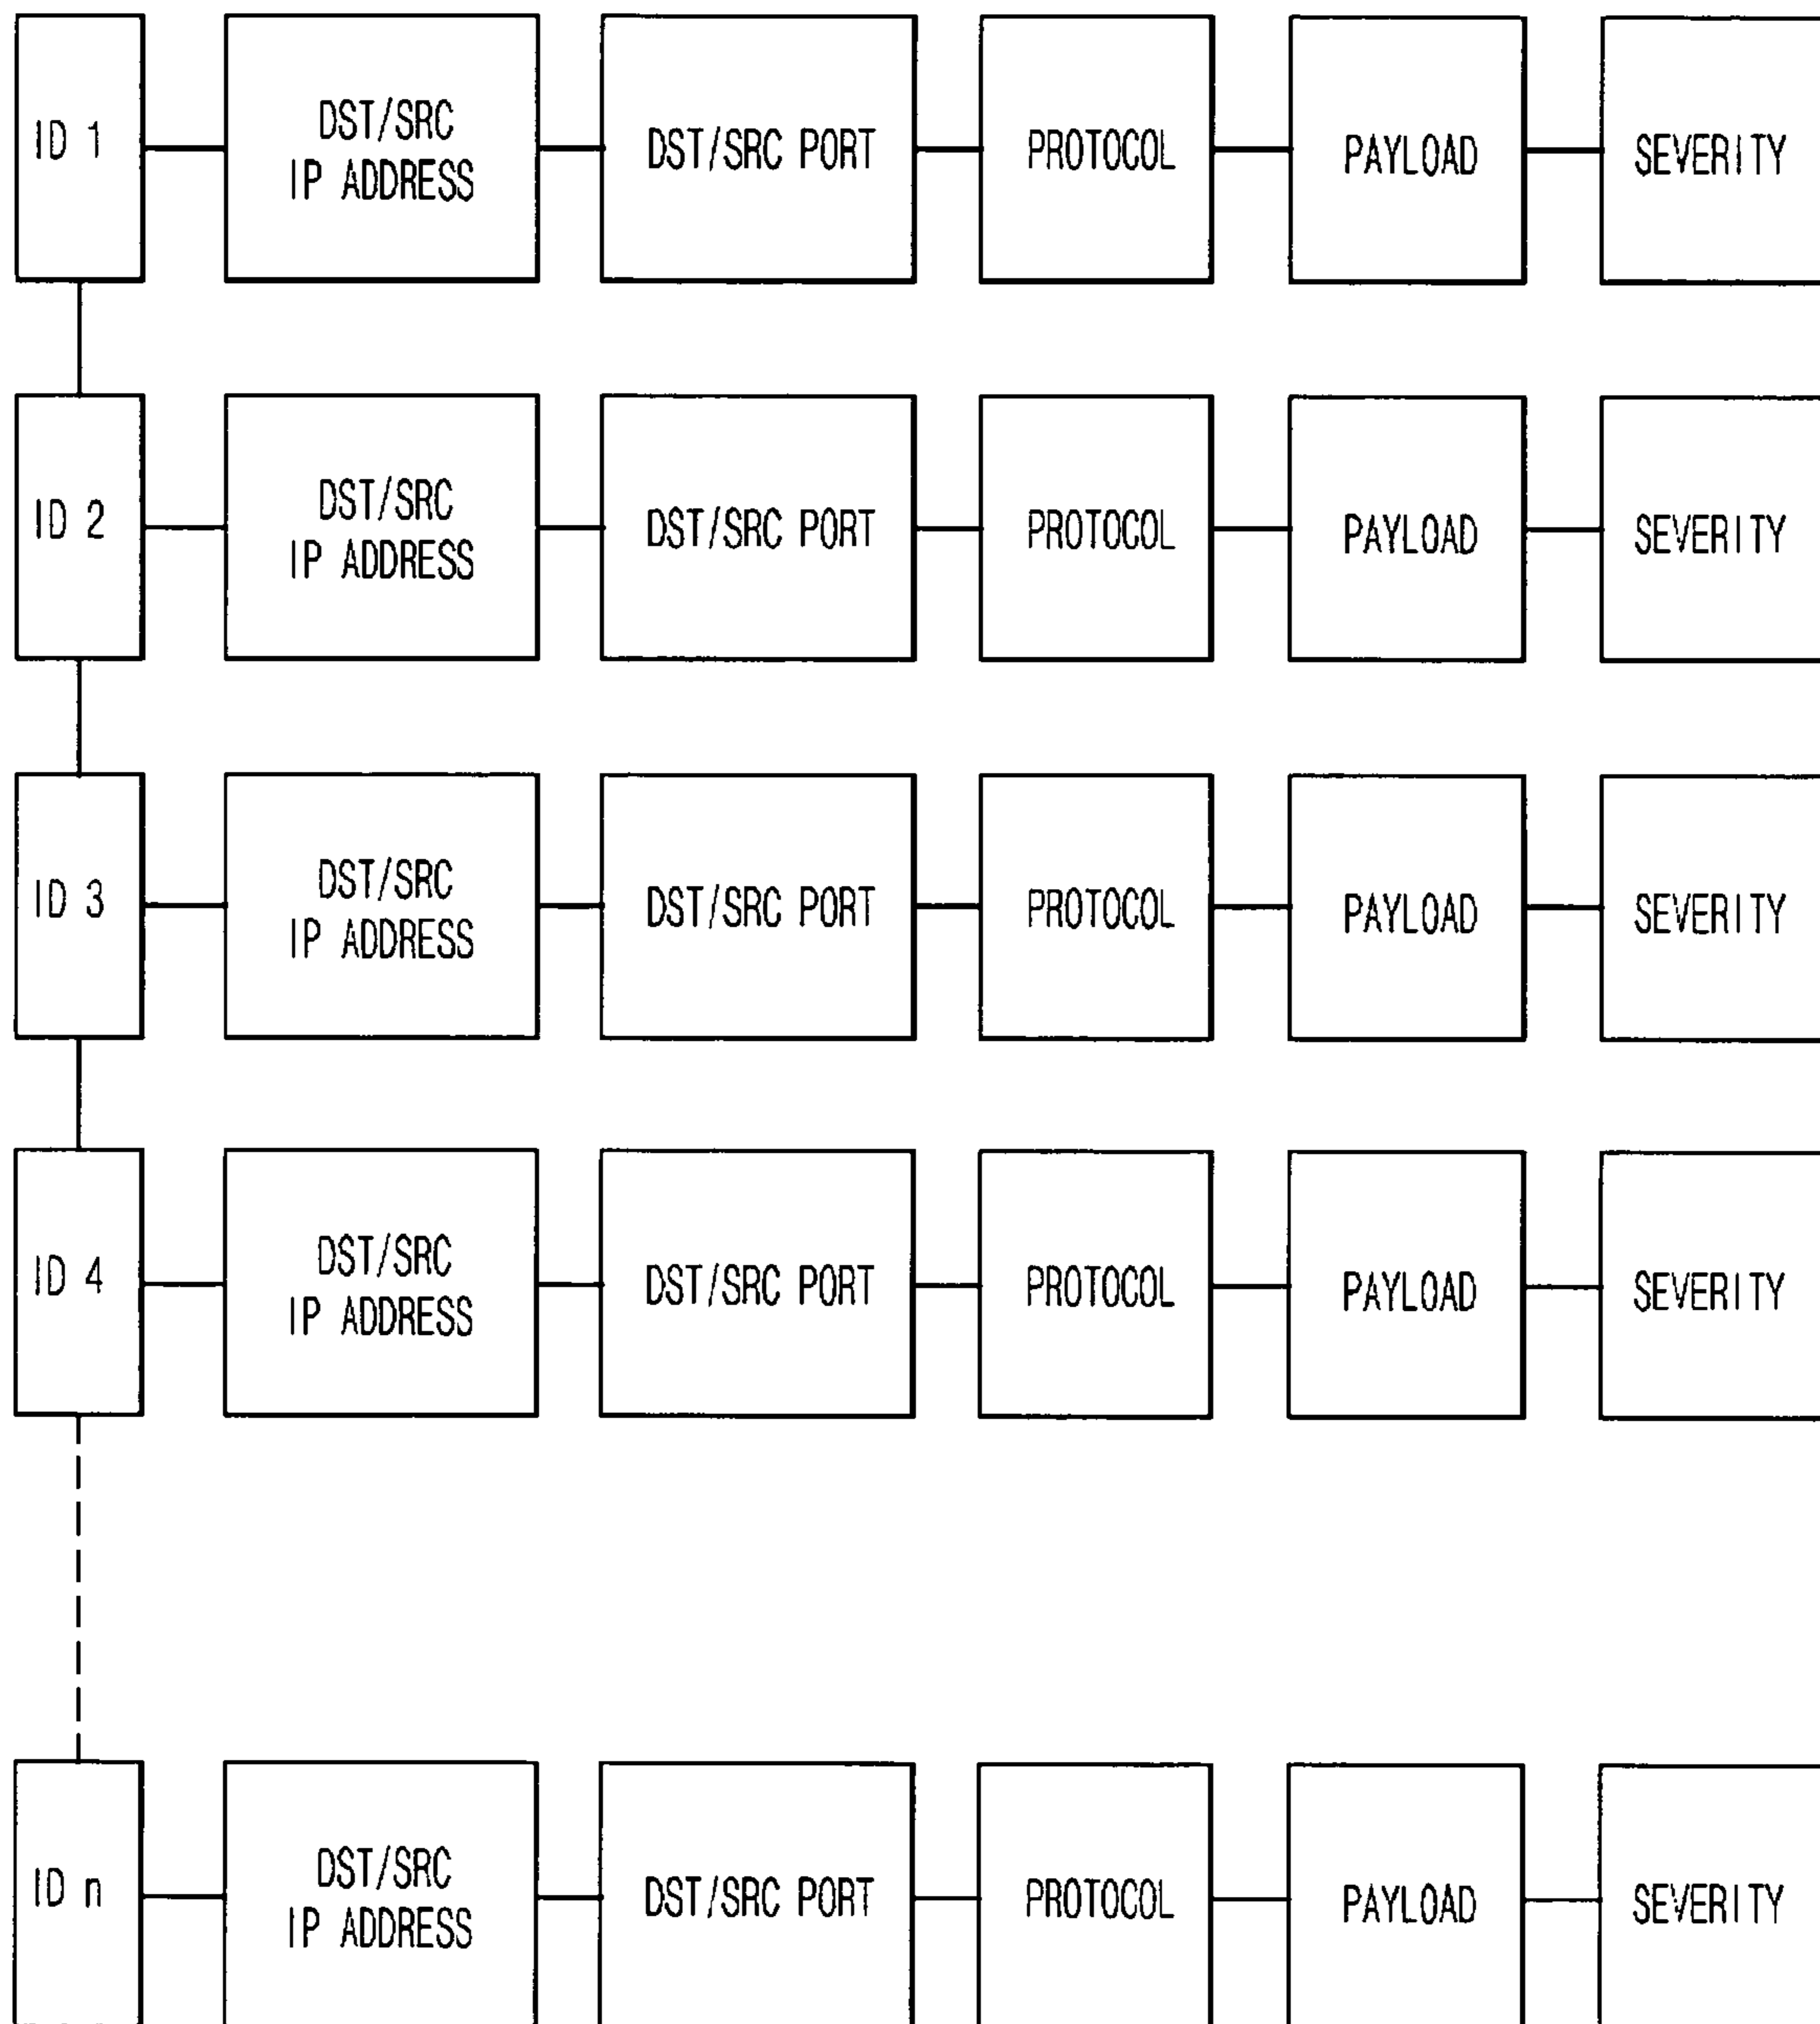 ID 1
DST/SRC
IP ADDRESS
DST/SRC PORT
PROTOCOL
PAYLOAD
SEVERITY
ID 2
DST/SRC
IP ADDRESS
DST/SRC PORT
PROTOCOL
PAYLOAD
SEVERITY
ID 3
DST/SRC
IP ADDRESS
DST/SRC PORT
PROTOCOL
PAYLOAD
SEVERITY
ID 4
DST/SRC
IP ADDRESS
DST/SRC PORT
PROTOCOL
PAYLOAD
SEVERITY
ID n
DST/SRC
IP ADDRESS
DST/SRC PORT
PROTOCOL
PAYLOAD
SEVERITY